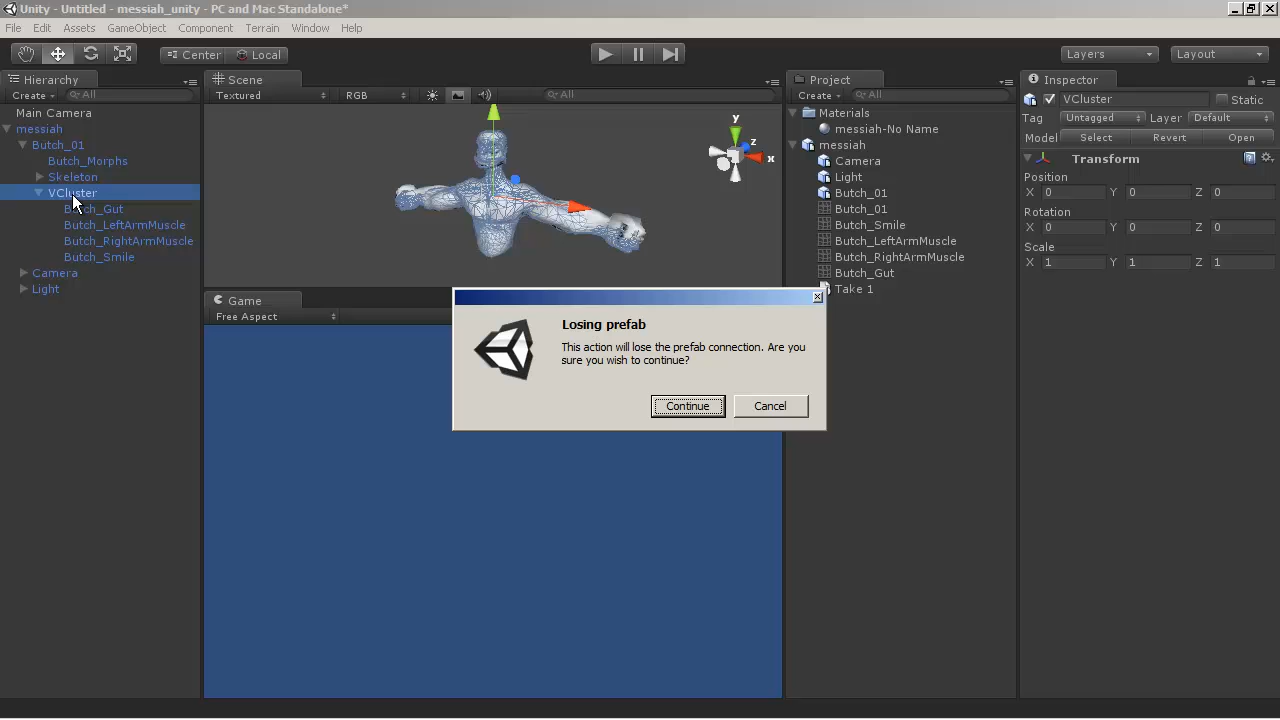 Unity - Untitled - messiah_unity - PC and Mac Standalone*
File Edit Assets GameObject Component Terrain Window Help
Center Local Layers Layout
Hierarchy
Create All
Main Camera
messiah
Butch_01
Butch_Morphs
Skeleton
VCluster
Butch_Gut
Butch_LeftArmMuscle
Butch_RightArmMuscle
Butch_Smile
Camera
Light
Scene
Textured RGB All
y
z
x
Game
Free Aspect
Losing prefab
This action will lose the prefab connection. Are you
sure you wish to continue?
Continue Cancel
Project
Create All
Materials
messiah-No Name
messiah
Camera
Light
Butch_01
Butch_01
Butch_Smile
Butch_LeftArmMuscle
Butch_RightArmMuscle
Butch_Gut
Take 1
Inspector
VCluster Static
Tag Untagged Layer Default
Model Select Revert Open
Transform
Position
X 0 Y 0 Z 0
Rotation
X 0 Y 0 Z 0
Scale
X 1 Y 1 Z 1